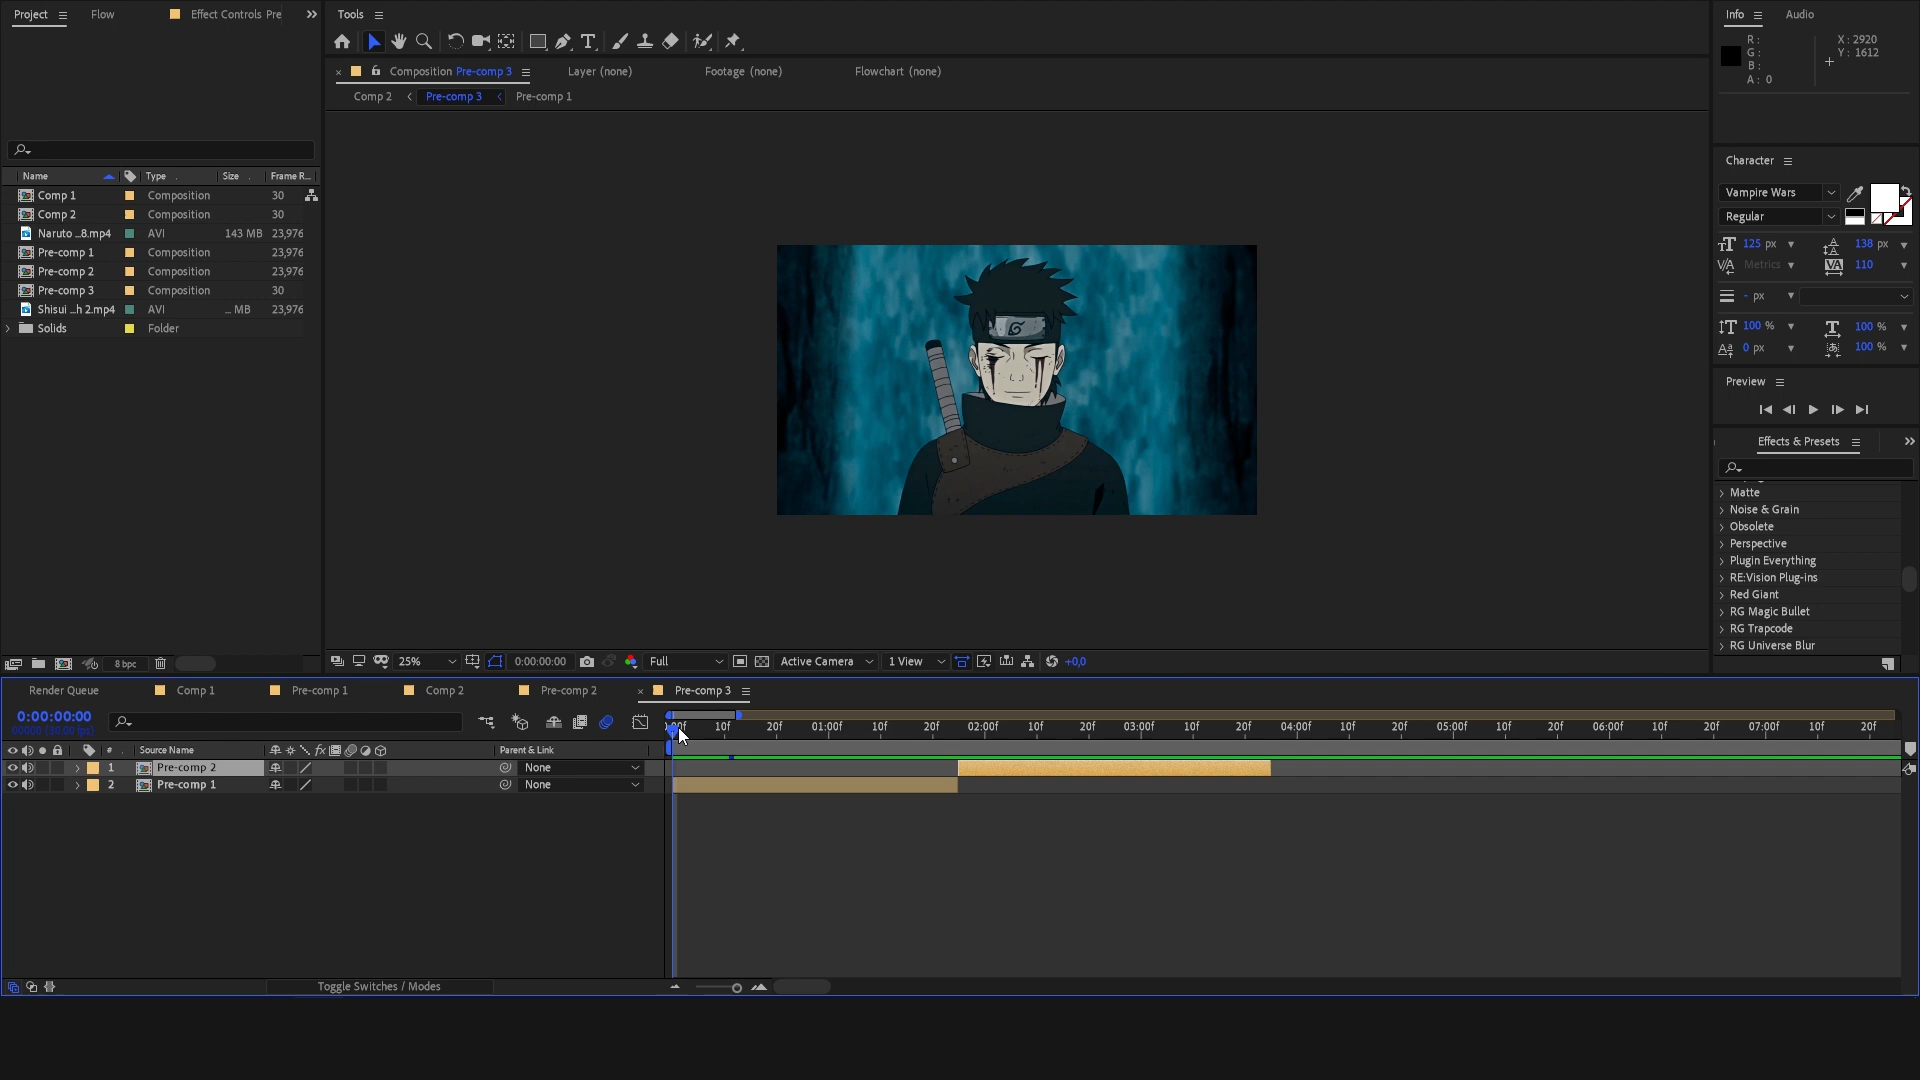 Project Flow Effect Controls Pre
Tools
Info Audio
R :
G :
B :
A : 0
X : 2920
Y : 1612
Composition Pre-comp 3 Layer (none) Footage (none) Flowchart (none)
Comp 2 Pre-comp 3 Pre-comp 1
Name Type Size Frame R...
Comp 1 Composition 30
Comp 2 Composition 30
Naruto ...8.mp4 AVI 143 MB 23,976
Pre-comp 1 Composition 23,976
Pre-comp 2 Composition 23,976
Pre-comp 3 Composition 30
Shisui ...h 2.mp4 AVI ... MB 23,976
Solids Folder
8 bpc
Character
Vampire Wars
Regular
125 px 138 px
Metrics 110
- px
100 % 100 %
0 px 100 %
Preview
Effects & Presets
Matte
Noise & Grain
Obsolete
Perspective
Plugin Everything
RE:Vision Plug-ins
Red Giant
RG Magic Bullet
RG Trapcode
RG Universe Blur
25% 0:00:00:00 Full Active Camera 1 View +0,0
Render Queue Comp 1 Pre-comp 1 Comp 2 Pre-comp 2 Pre-comp 3
0:00:00:00
00000 (30.00 fps)
10f 20f 01:00f 10f 20f 02:00f 10f 20f 03:00f 10f 20f 04:00f 10f 20f 05:00f 10f 20f 06:00f 10f 20f 07:00f 10f 20f
# Source Name fx Parent & Link
1 Pre-comp 2 None
2 Pre-comp 1 None
Toggle Switches / Modes